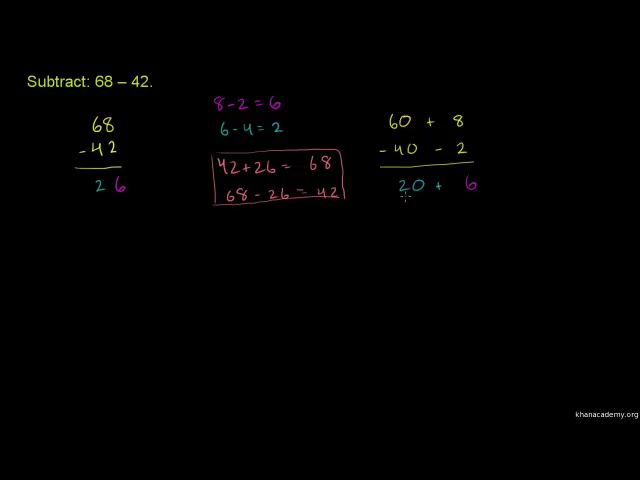 Subtract: 68 – 42.
68
- 42
26
8 - 2 = 6
6 - 4 = 2
42 + 26 = 68
68 - 26 = 42
60 + 8
- 40 - 2
20 + 6
khanacademy.org